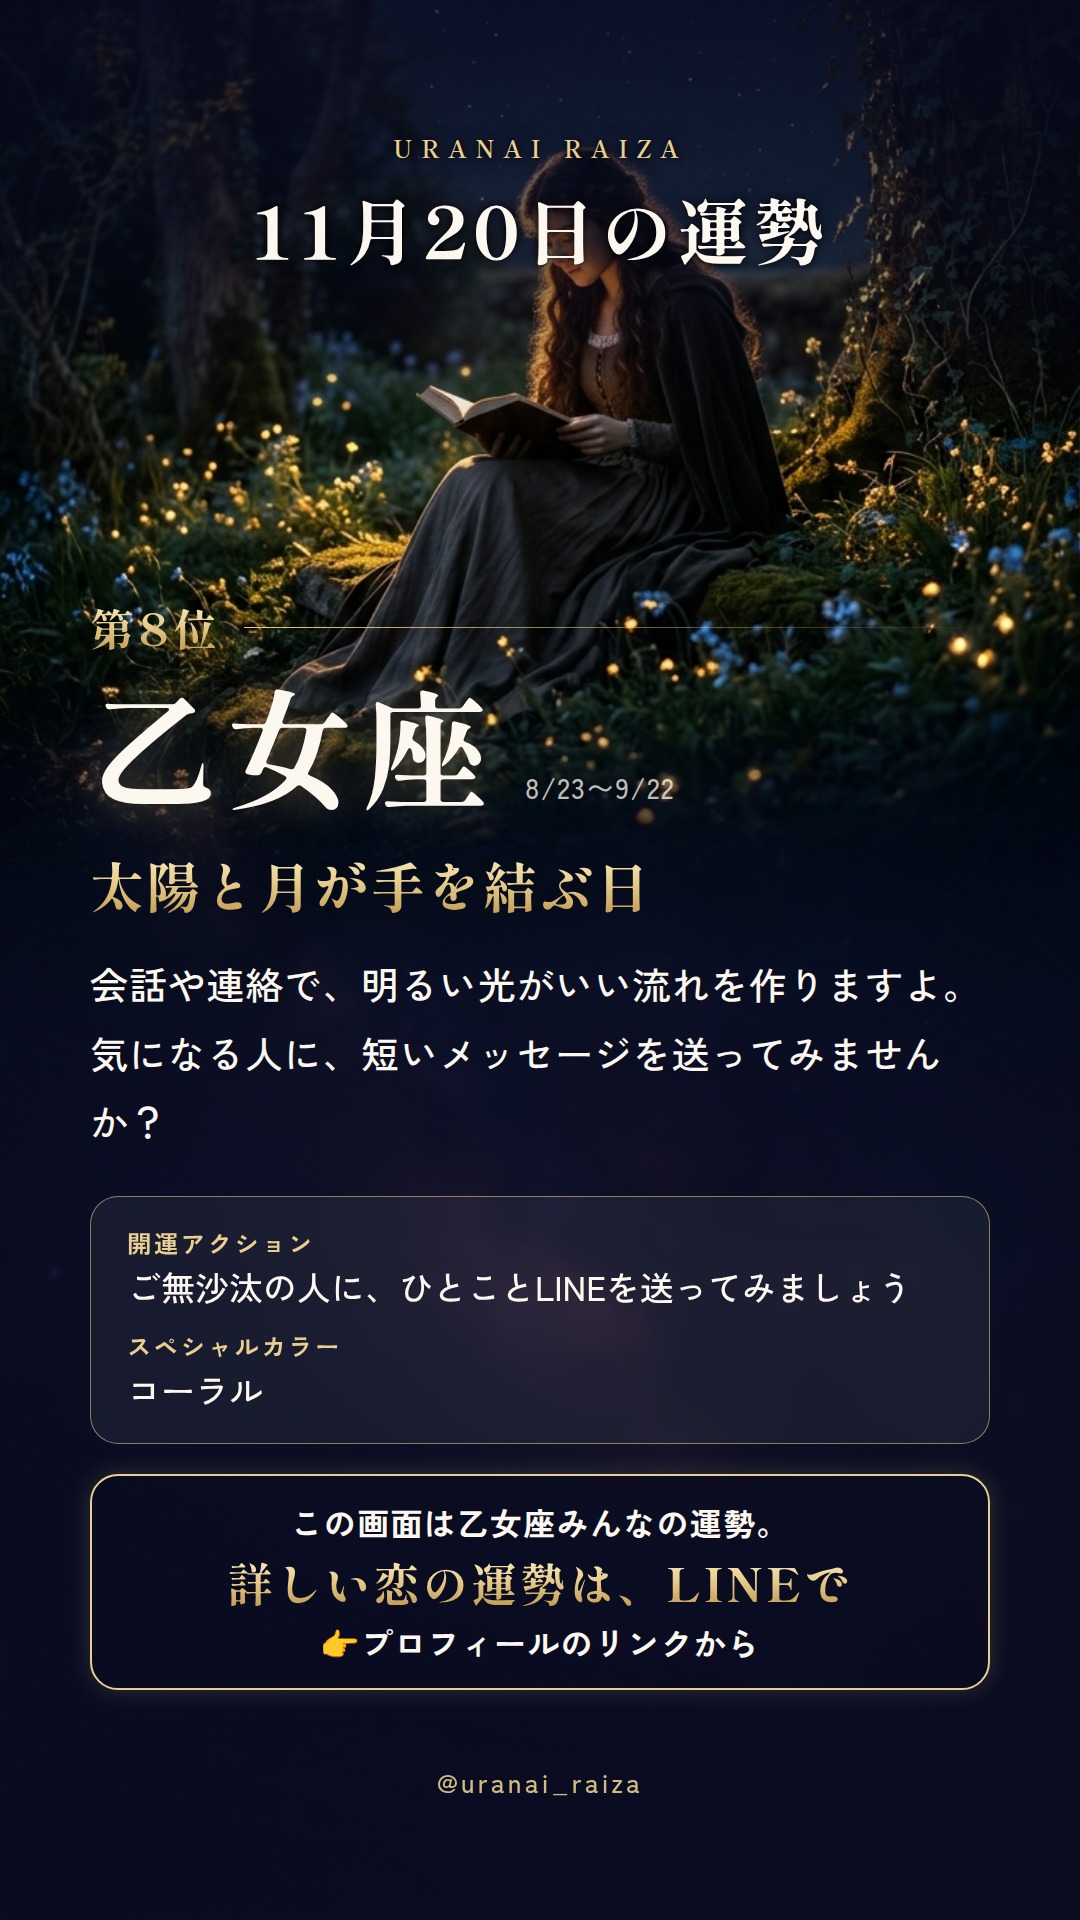 URANAI RAIZA
11月20日の運勢
第8位
乙女座 8/23〜9/22
太陽と月が手を結ぶ日
会話や連絡で、明るい光がいい流れを作りますよ。
気になる人に、短いメッセージを送ってみません
か？
開運アクション
ご無沙汰の人に、ひとことLINEを送ってみましょう
スペシャルカラー
コーラル
この画面は乙女座みんなの運勢。
詳しい恋の運勢は、LINEで
👉プロフィールのリンクから
@uranai_raiza